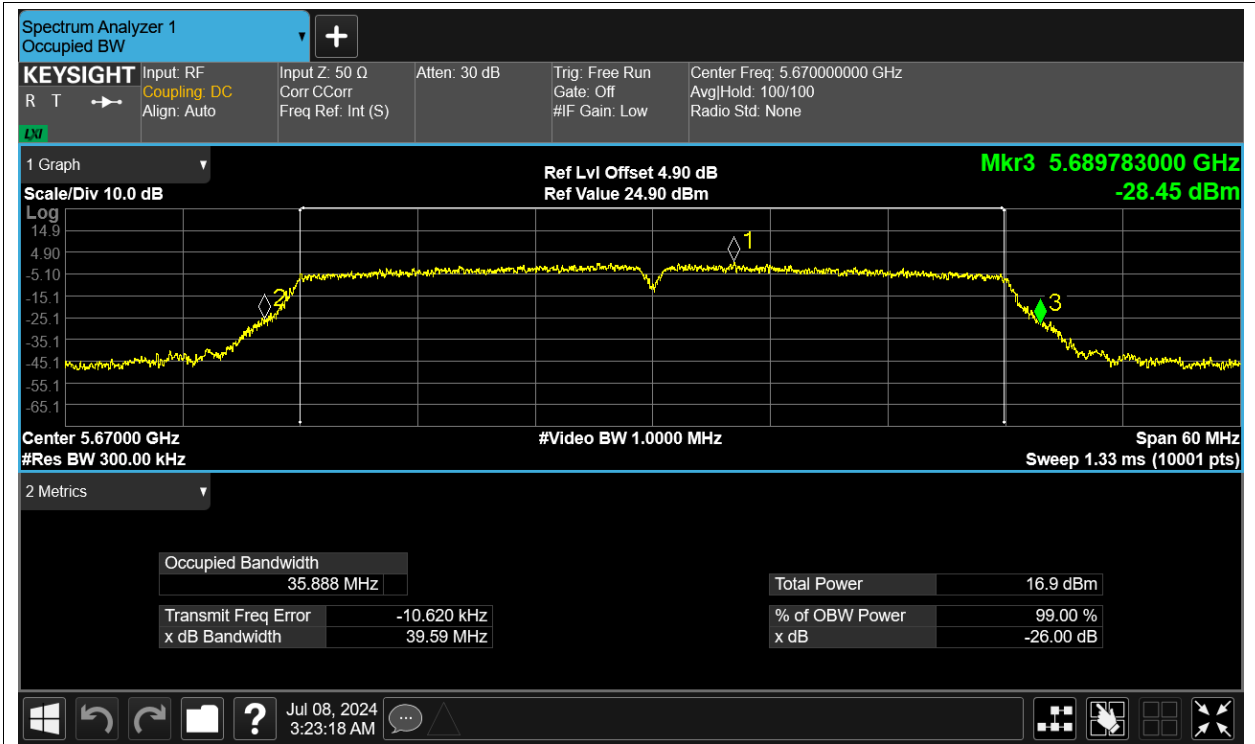 Spectrum Analyzer 1
Occupied BW
KEYSIGHT
R T
LXI
Input: RF
Coupling: DC
Align: Auto
Input Z: 50 Ω
Corr CCorr
Freq Ref: Int (S)
Atten: 30 dB
Trig: Free Run
Gate: Off
#IF Gain: Low
Center Freq: 5.670000000 GHz
Avg|Hold: 100/100
Radio Std: None
1 Graph
Scale/Div 10.0 dB
Ref Lvl Offset 4.90 dB
Ref Value 24.90 dBm
Mkr3 5.689783000 GHz
-28.45 dBm
Log
14.9
4.90
-5.10
-15.1
-25.1
-35.1
-45.1
-55.1
-65.1
1
2
3
Center 5.67000 GHz
#Res BW 300.00 kHz
#Video BW 1.0000 MHz
Span 60 MHz
Sweep 1.33 ms (10001 pts)
2 Metrics
Occupied Bandwidth
35.888 MHz
Transmit Freq Error -10.620 kHz
x dB Bandwidth 39.59 MHz
Total Power 16.9 dBm
% of OBW Power 99.00 %
x dB -26.00 dB
?
Jul 08, 2024
3:23:18 AM